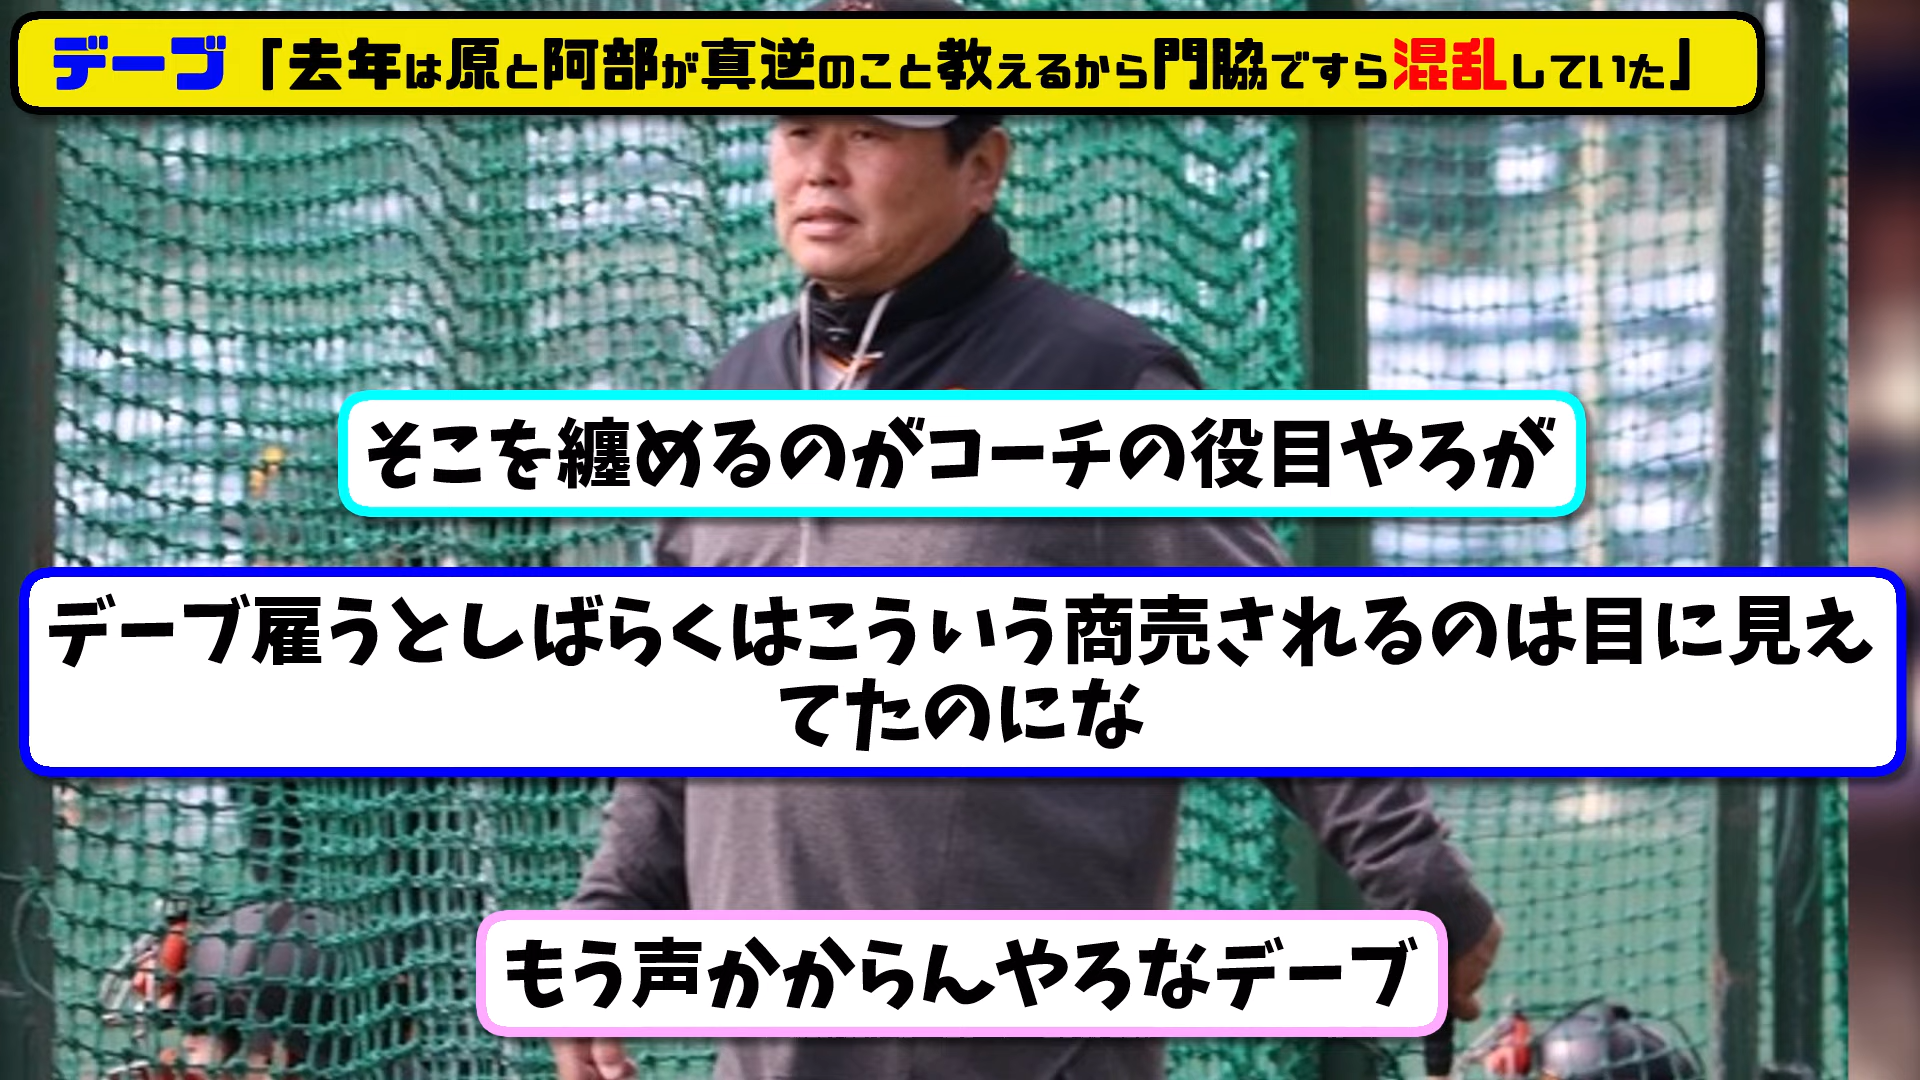 デーブ「去年は原と阿部が真逆のこと教えるから門脇ですら混乱していた」
そこを纏めるのがコーチの役目やろが
デーブ雇うとしばらくはこういう商売されるのは目に見え
てたのにな
もう声かからんやろなデーブ